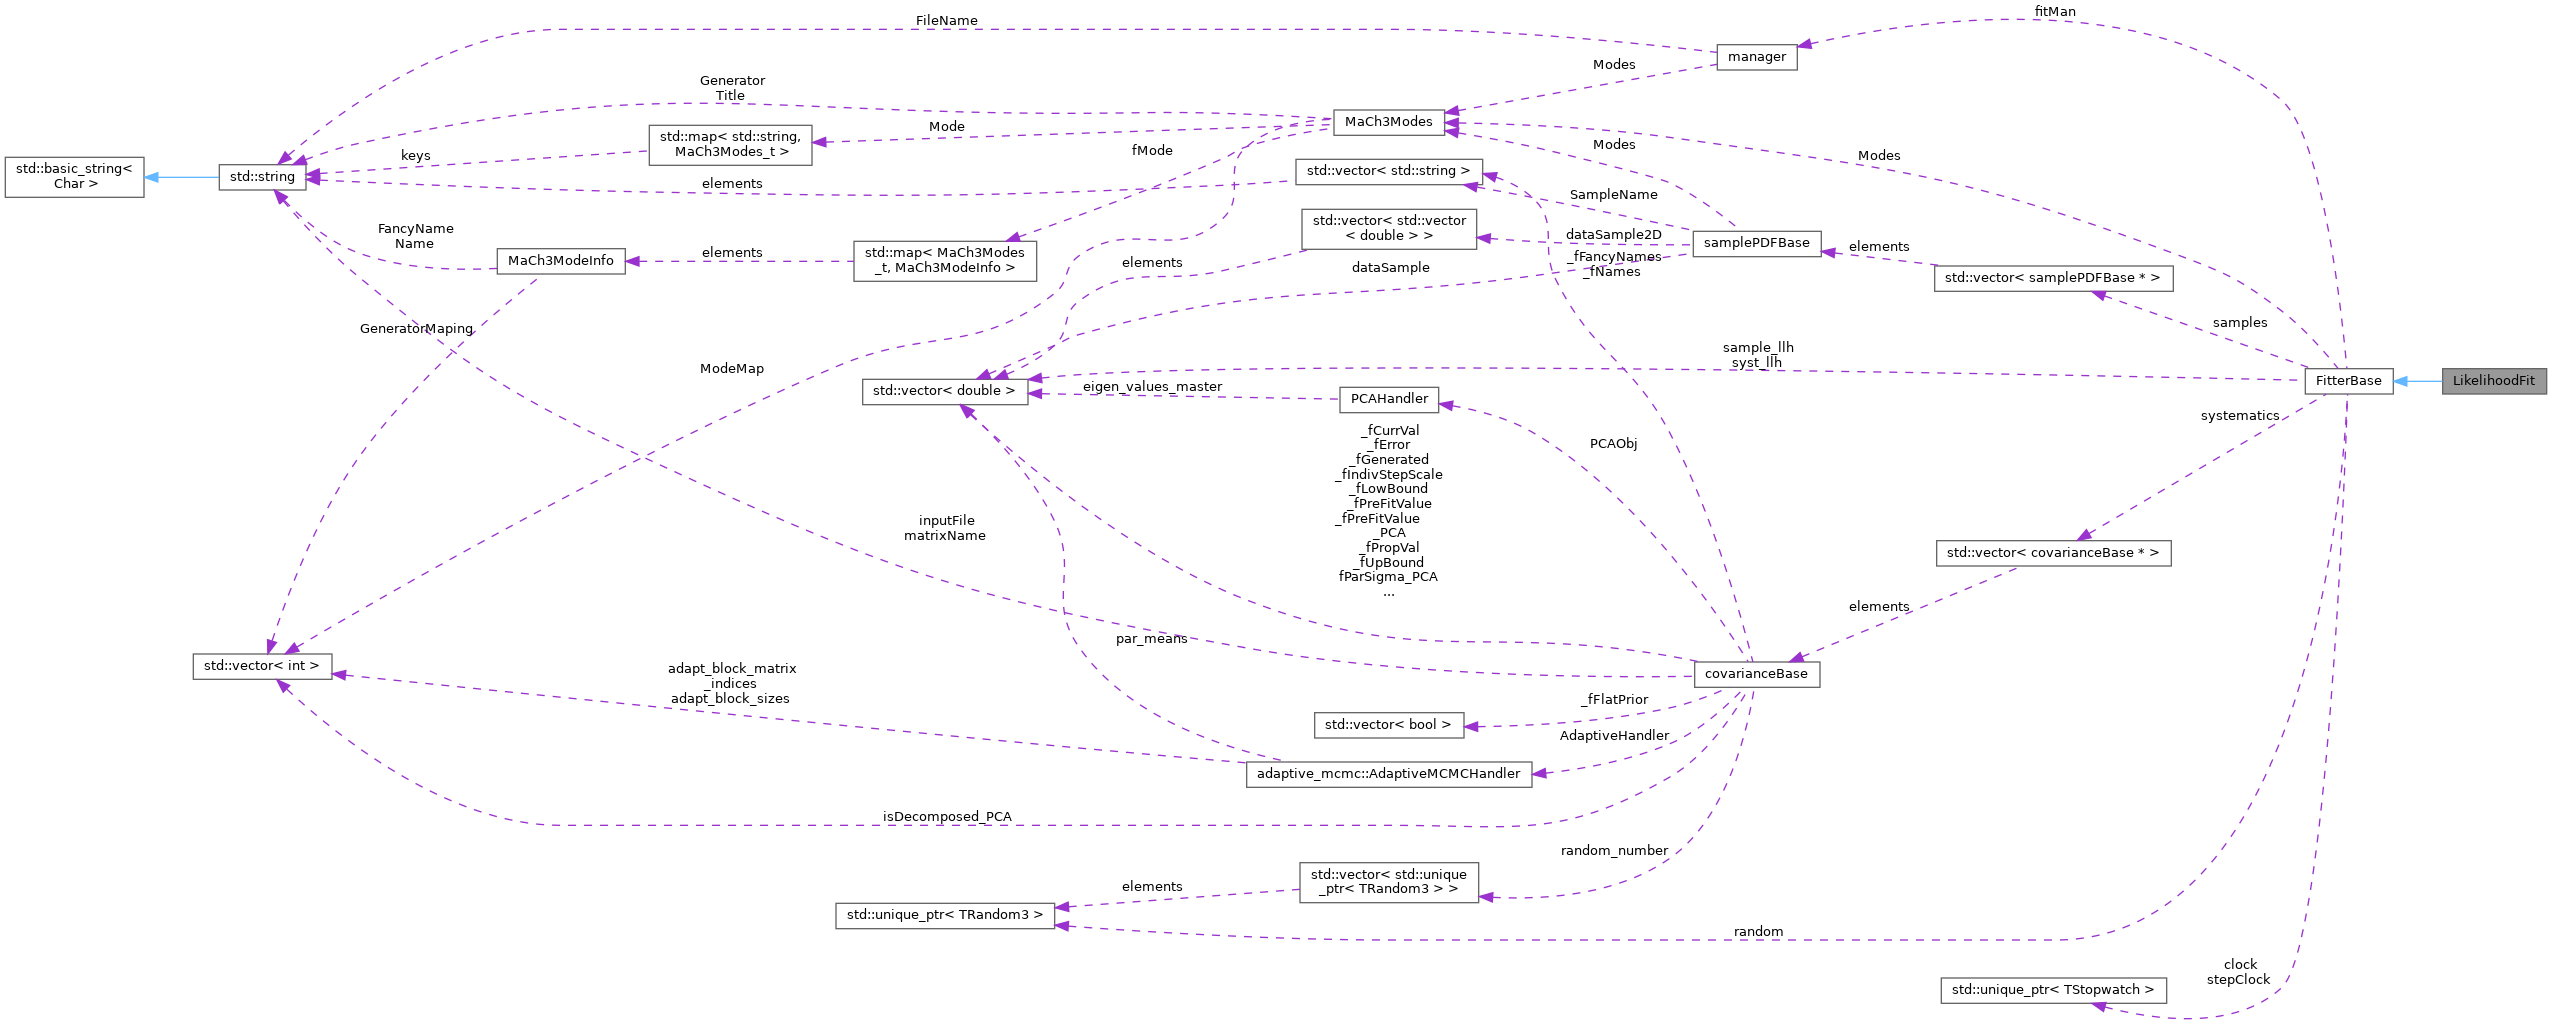 fitMan
FileName
manager
Modes
Generator
Title
MaCh3Modes
Mode
std::map< std::string,
MaCh3Modes_t >
fMode
Modes
Modes
keys
std::basic_string<
Char >
std::string
std::vector< std::string >
elements
SampleName
std::vector< std::vector
< double > >
FancyName
Name
dataSample2D
samplePDFBase
elements
MaCh3ModeInfo
elements
std::map< MaCh3Modes
_t, MaCh3ModeInfo >
elements
dataSample
_fFancyNames
_fNames
std::vector< samplePDFBase * >
samples
GeneratorMaping
ModeMap
sample_llh
syst_llh
std::vector< double >
eigen_values_master
PCAHandler
FitterBase
LikelihoodFit
systematics
PCAObj
_fCurrVal
_fError
_fGenerated
_fIndivStepScale
_fLowBound
_fPreFitValue
_fPreFitValue
_PCA
_fPropVal
_fUpBound
fParSigma_PCA
...
inputFile
matrixName
std::vector< covarianceBase * >
elements
par_means
std::vector< int >
adapt_block_matrix
_indices
adapt_block_sizes
covarianceBase
_fFlatPrior
std::vector< bool >
AdaptiveHandler
adaptive_mcmc::AdaptiveMCMCHandler
isDecomposed_PCA
random_number
std::vector< std::unique
_ptr< TRandom3 > >
elements
std::unique_ptr< TRandom3 >
random
clock
stepClock
std::unique_ptr< TStopwatch >